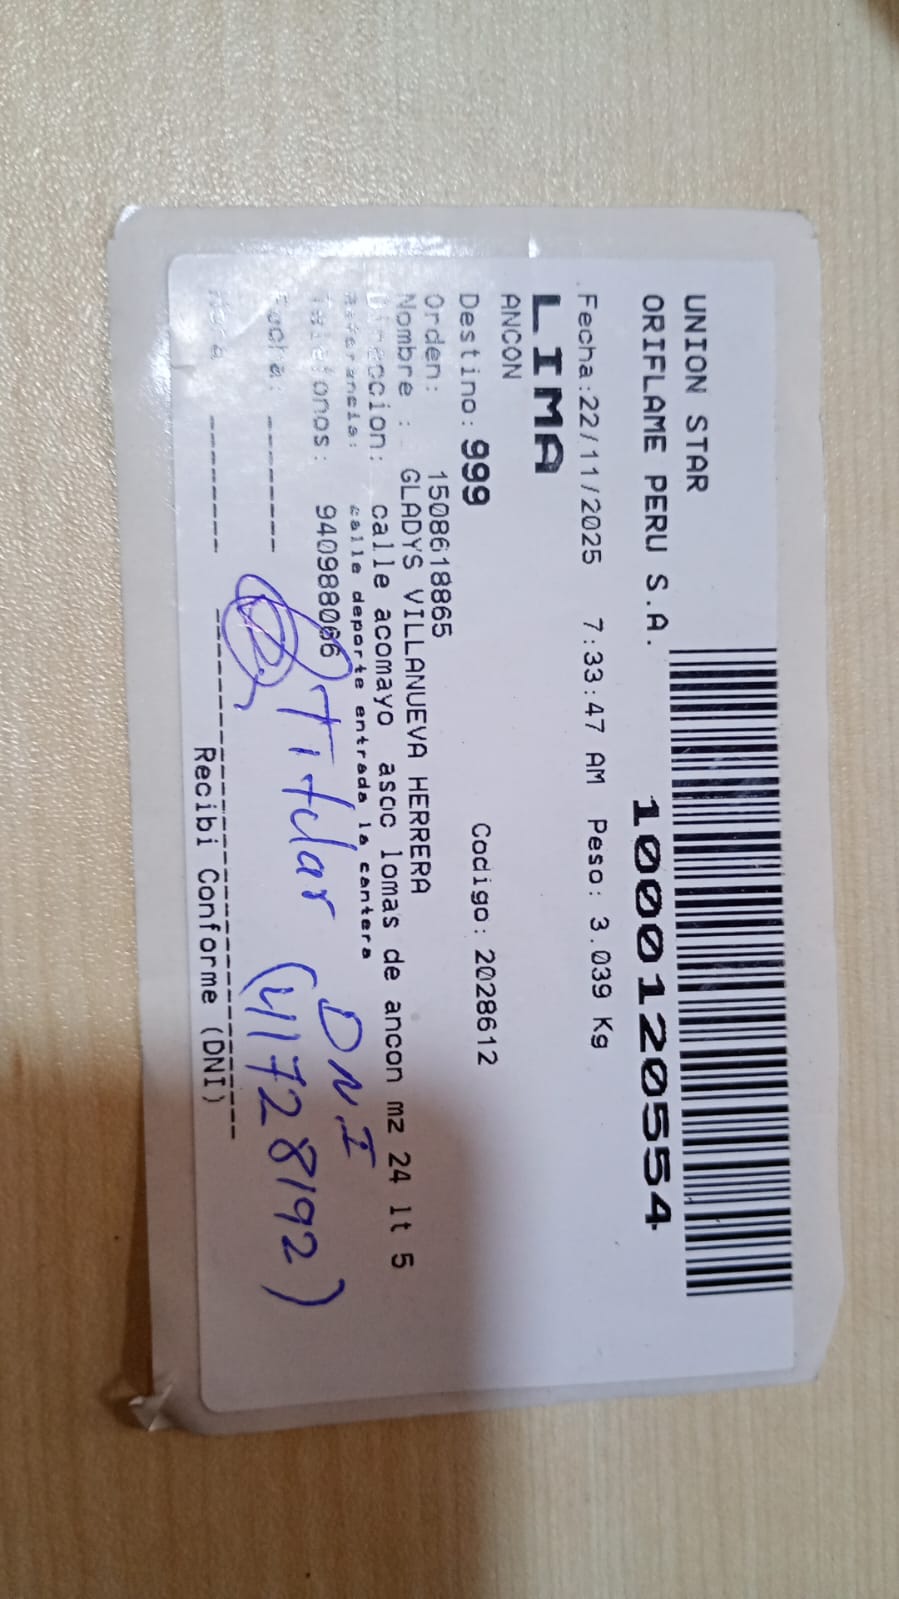 UNION STAR
ORIFLAME PERU S.A.
1000120554
Fecha:22/11/2025 7:33:47 AM Peso: 3.039 Kg
LIMA
ANCON
Destino: 999 Codigo: 2028612
Orden: 1508618865
Nombre : GLADYS VILLANUEVA HERRERA
Direccion: calle acomayo asoc lomas de ancon mz 24 lt 5
Referencia: calle deporte entrada la cantera
Telefonos: 940988066
Fecha: ------
Hora ------
Titular DN.I
(41728192)
Recibi Conforme (DNI)